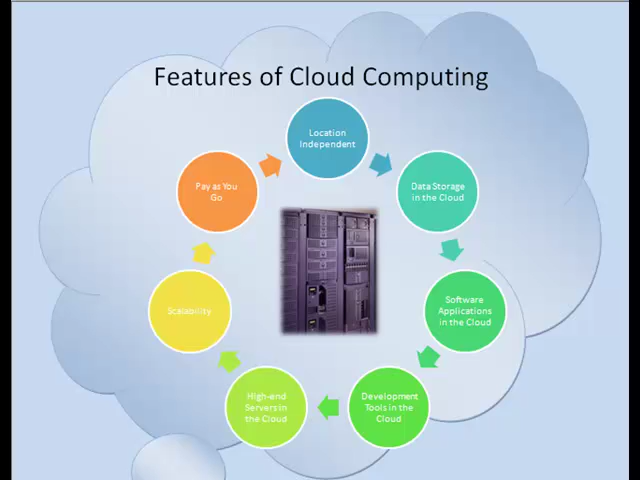 Features of Cloud Computing
Location
Independent
Data Storage
in the Cloud
Software
Applications
in the Cloud
Development
Tools in the
Cloud
High-end
Servers in
the Cloud
Scalability
Pay as You
Go